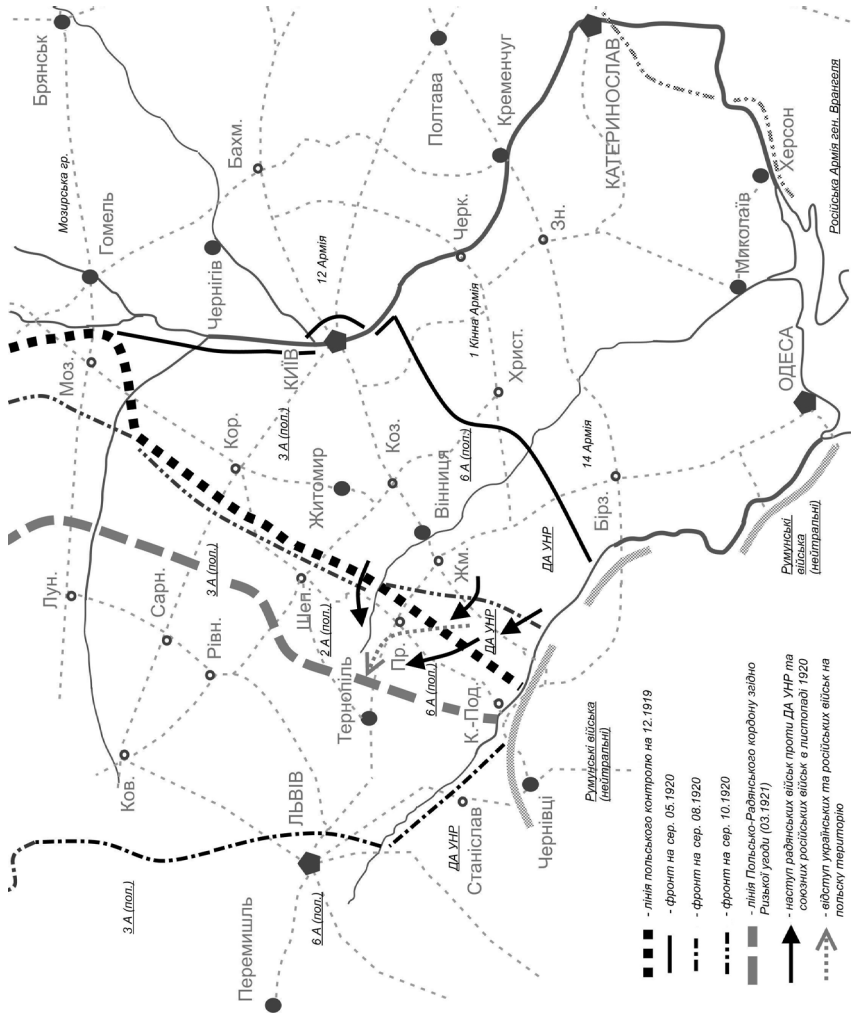 Перемишль
3 А (пол.)
Ков.
Лун.
Брянськ
Мозирська гр.
Моз.
Гомель
Сарн.
Рівн.
3 А (пол.)
Кор.
Чернігів
Бахм.
ЛЬВІВ
6 А (пол.)
Шеп.
2 А (пол.)
Житомир
3 А (пол.)
КИЇВ
12 Армія
Тернопіль
Пр.
Коз.
Полтава
6 А (пол.)
Вінниця
6 А (пол.)
ДА УНР
Станіслав
К.-Под.
ДА УНР
Жм.
Черк.
1 Кінна Армія
Христ.
Кременчуг
Чернівці
ДА УНР
Зн.
14 Армія
Бірз.
КАТЕРИНОСЛАВ
Румунські війська
(нейтральні)
Миколаїв
Херсон
ОДЕСА
Румунські
війська
(нейтральні)
Російська Армія ген. Врангеля
- лінія польського контролю на 12.1919
- фронт на сер. 05.1920
- фронт на сер. 08.1920
- фронт на сер. 10.1920
- лінія Польсько-Радянського кордону згідно
Ризької угоди (03.1921)
- наступ радянських військ проти ДА УНР та
союзних російських військ в листопаді 1920
- відступ українських та російських військ на
польску територію